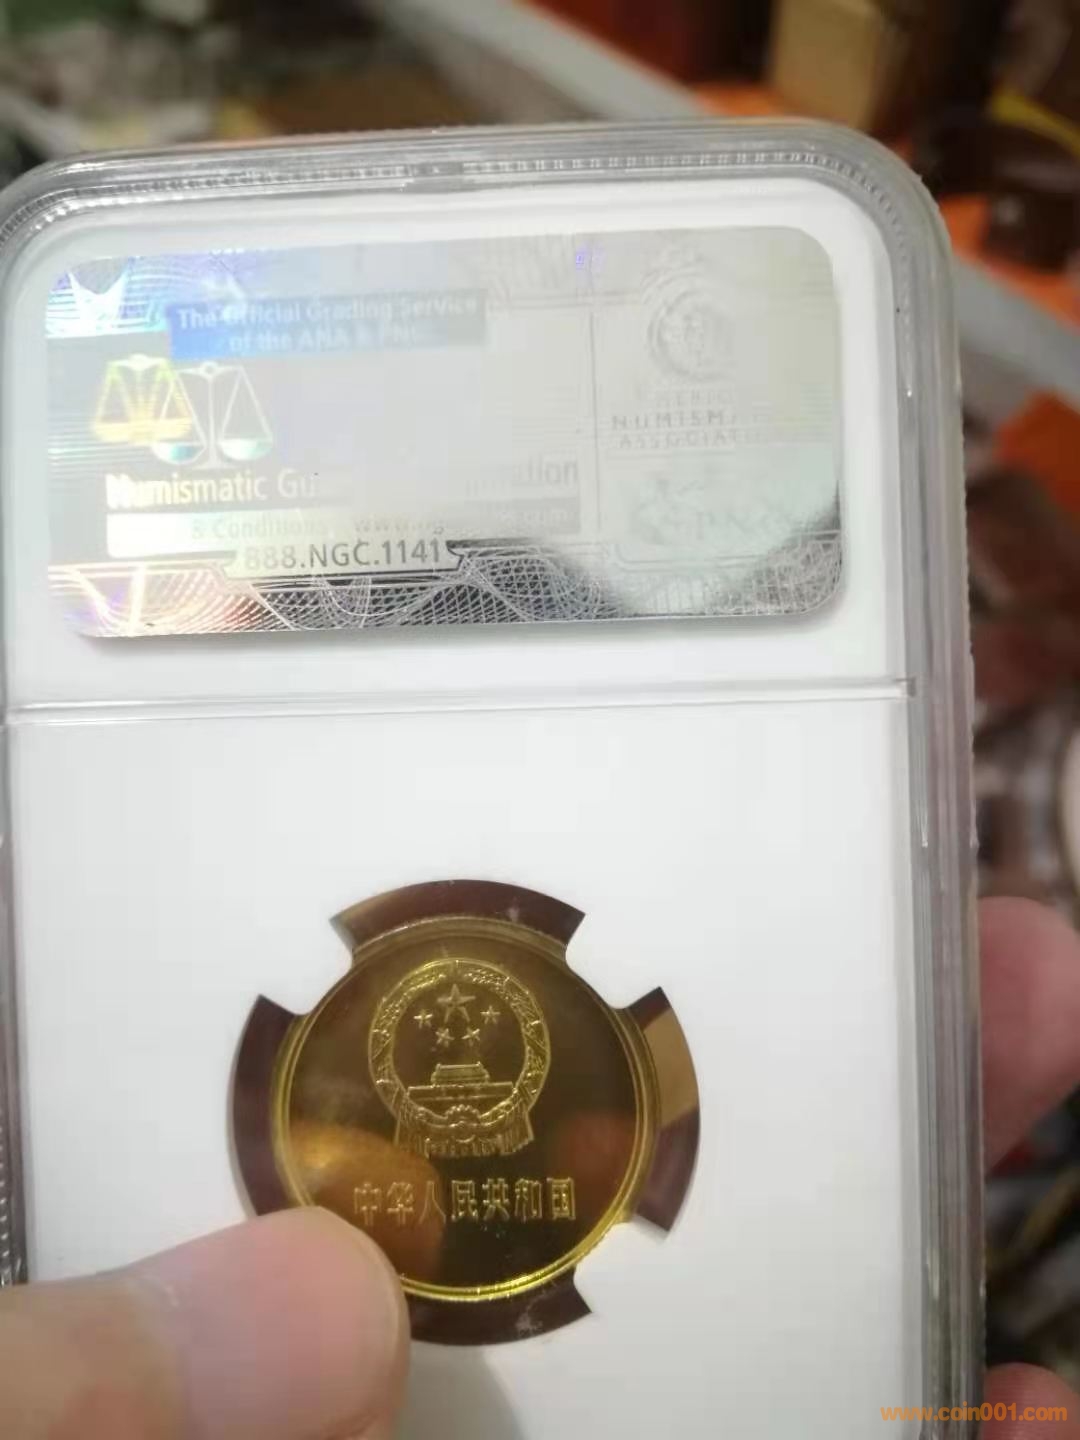 The Official Grading Service
of the ANA & PNG
NUMISMA
ASSOCIAT
Numismatic Gu
& Conditions
888.NGC.1141
中华人民共和国
www.coin001.com